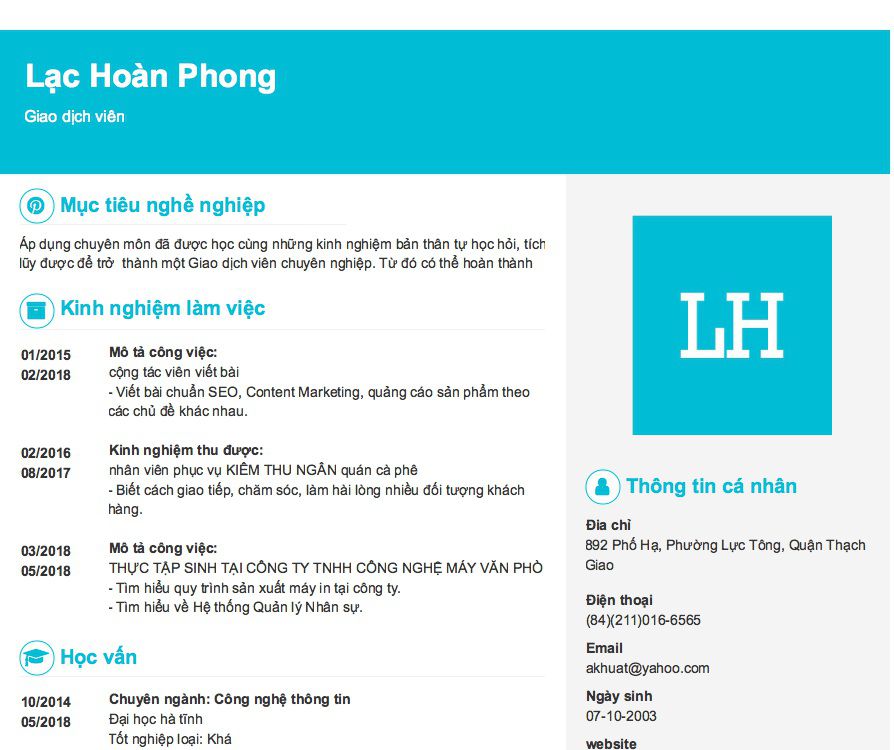 Lạc Hoàn Phong
Giao dịch viên
Mục tiêu nghề nghiệp
Áp dụng chuyên môn đã được học cùng những kinh nghiệm bản thân tự học hỏi, tích
lũy được để trở thành một Giao dịch viên chuyên nghiệp. Từ đó có thể hoàn thành
Kinh nghiệm làm việc
01/2015
02/2018
Mô tả công việc:
cộng tác viên viết bài
- Viết bài chuẩn SEO, Content Marketing, quảng cáo sản phẩm theo
các chủ đề khác nhau.
02/2016
08/2017
Kinh nghiệm thu được:
nhân viên phục vụ KIÊM THU NGÂN quán cà phê
- Biết cách giao tiếp, chăm sóc, làm hài lòng nhiều đối tượng khách
hàng.
03/2018
05/2018
Mô tả công việc:
THỰC TẬP SINH TẠI CÔNG TY TNHH CÔNG NGHỆ MÁY VĂN PHÒ
- Tìm hiểu quy trình sản xuất máy in tại công ty.
- Tìm hiểu về Hệ thống Quản lý Nhân sự.
Học vấn
10/2014
05/2018
Chuyên ngành: Công nghệ thông tin
Đại học hà tĩnh
Tốt nghiệp loại: Khá
LH
Thông tin cá nhân
Đia chỉ
892 Phố Hạ, Phường Lực Tông, Quận Thạch
Giao
Điện thoại
(84)(211)016-6565
Email
akhuat@yahoo.com
Ngày sinh
07-10-2003
website